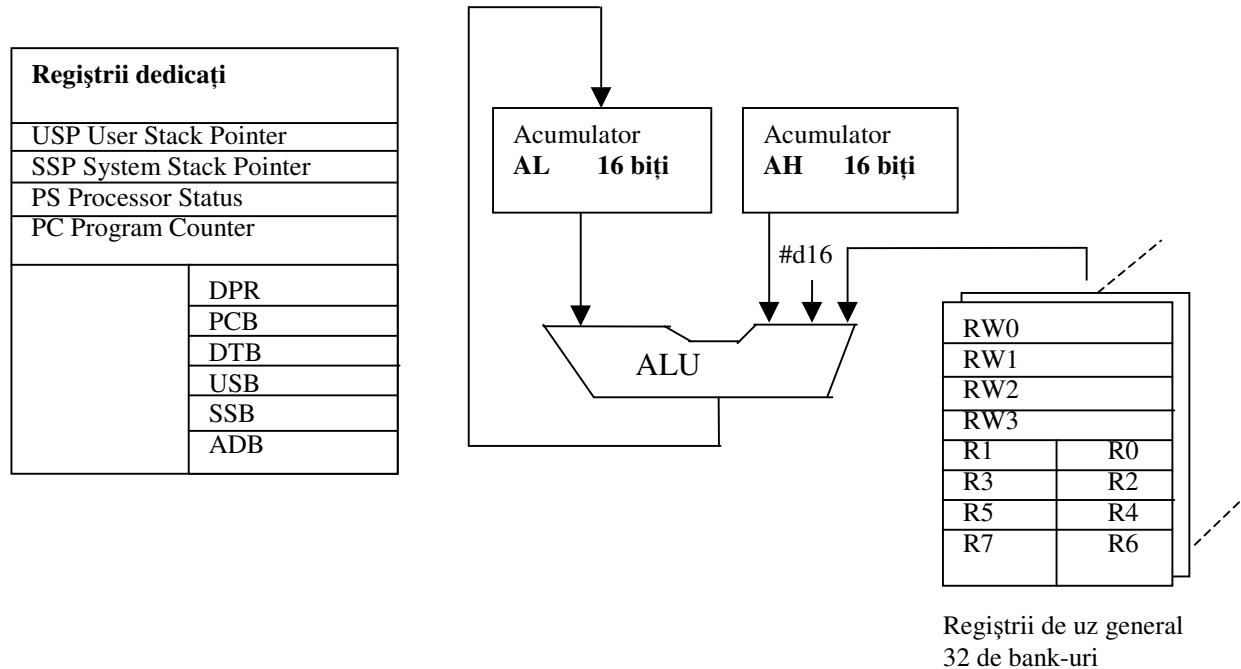 Regiştrii dedicați
USP User Stack Pointer
SSP System Stack Pointer
PS Processor Status
PC Program Counter
DPR
PCB
DTB
USB
SSB
ADB
Acumulator
AL 16 biți
Acumulator
AH 16 biți
#d16
ALU
RW0
RW1
RW2
RW3
R1 R0
R3 R2
R5 R4
R7 R6
Regiştrii de uz general
32 de bank-uri